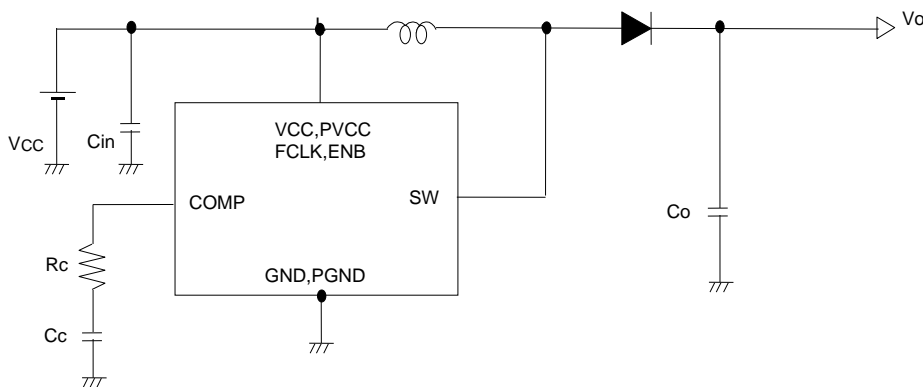 Vo
VCC
Cin
VCC,PVCC
FCLK,ENB
COMP
SW
Co
Rc
GND,PGND
Cc